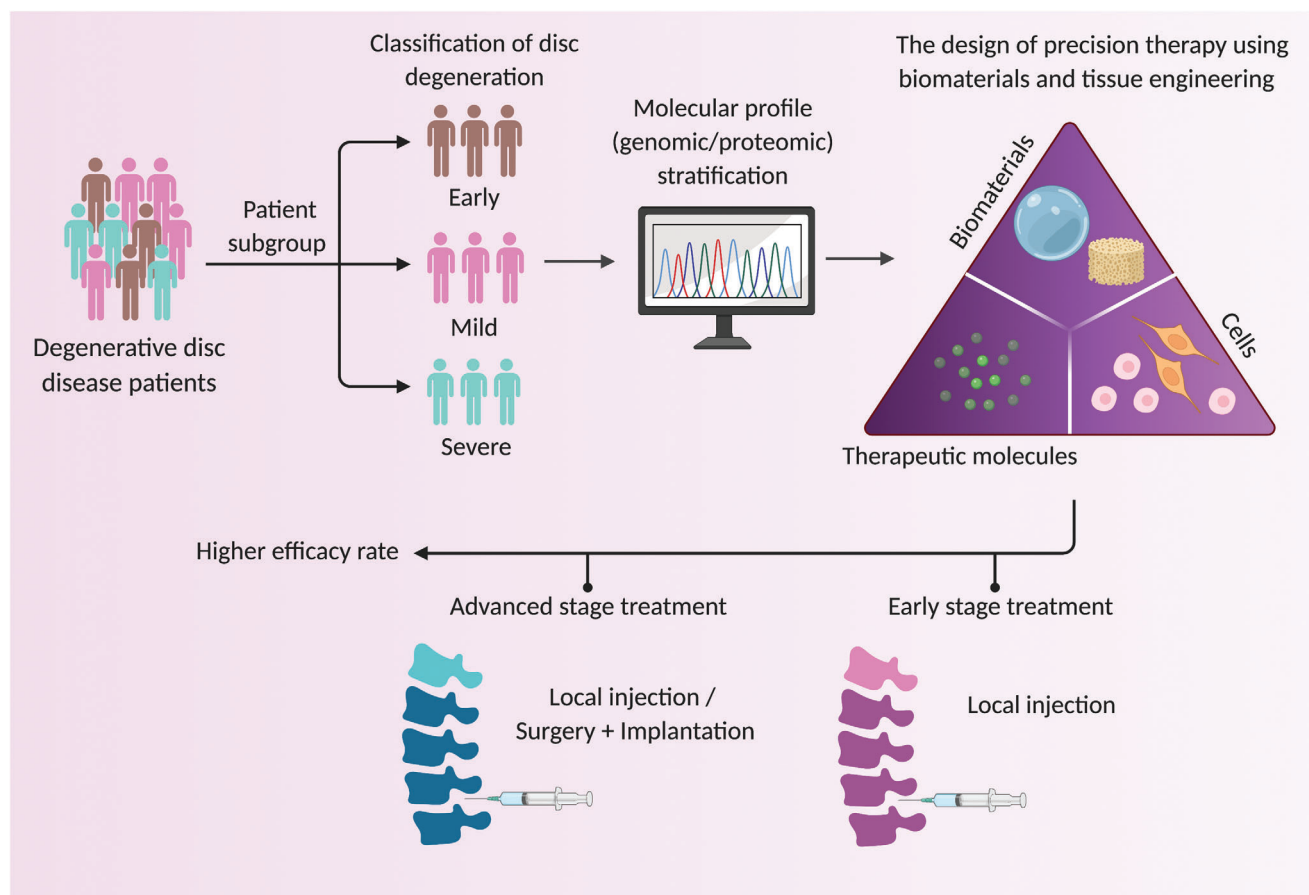 Classification of disc
degeneration
The design of precision therapy using
biomaterials and tissue engineering
Molecular profile
(genomic/proteomic)
stratification
Patient
subgroup
Early
Mild
Severe
Degenerative disc
disease patients
Biomaterials
Cells
Therapeutic molecules
Higher efficacy rate
Advanced stage treatment
Early stage treatment
Local injection /
Surgery + Implantation
Local injection